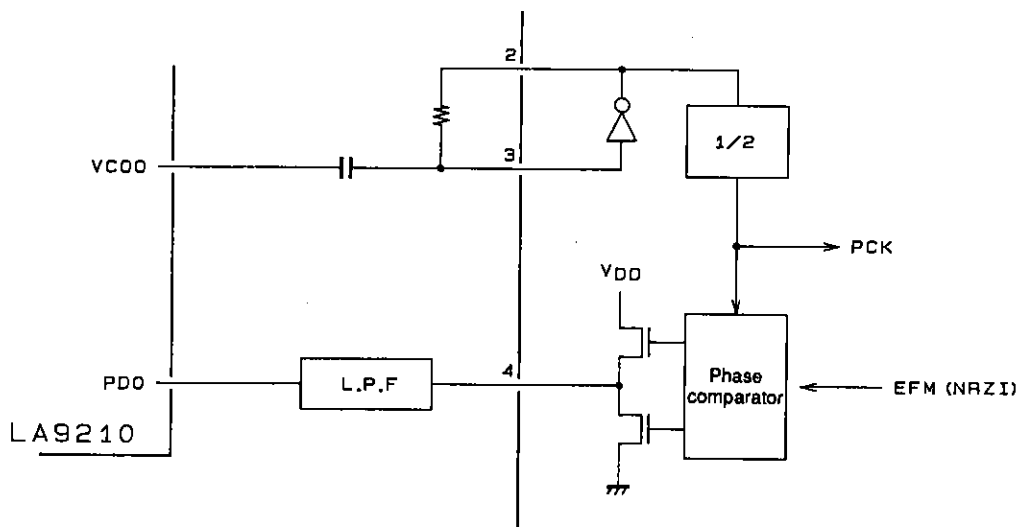 2
1/2
VCOO
3
PCK
VDD
PDO
L.P.F
4
Phase
comparator
EFM (NRZI)
LA9210